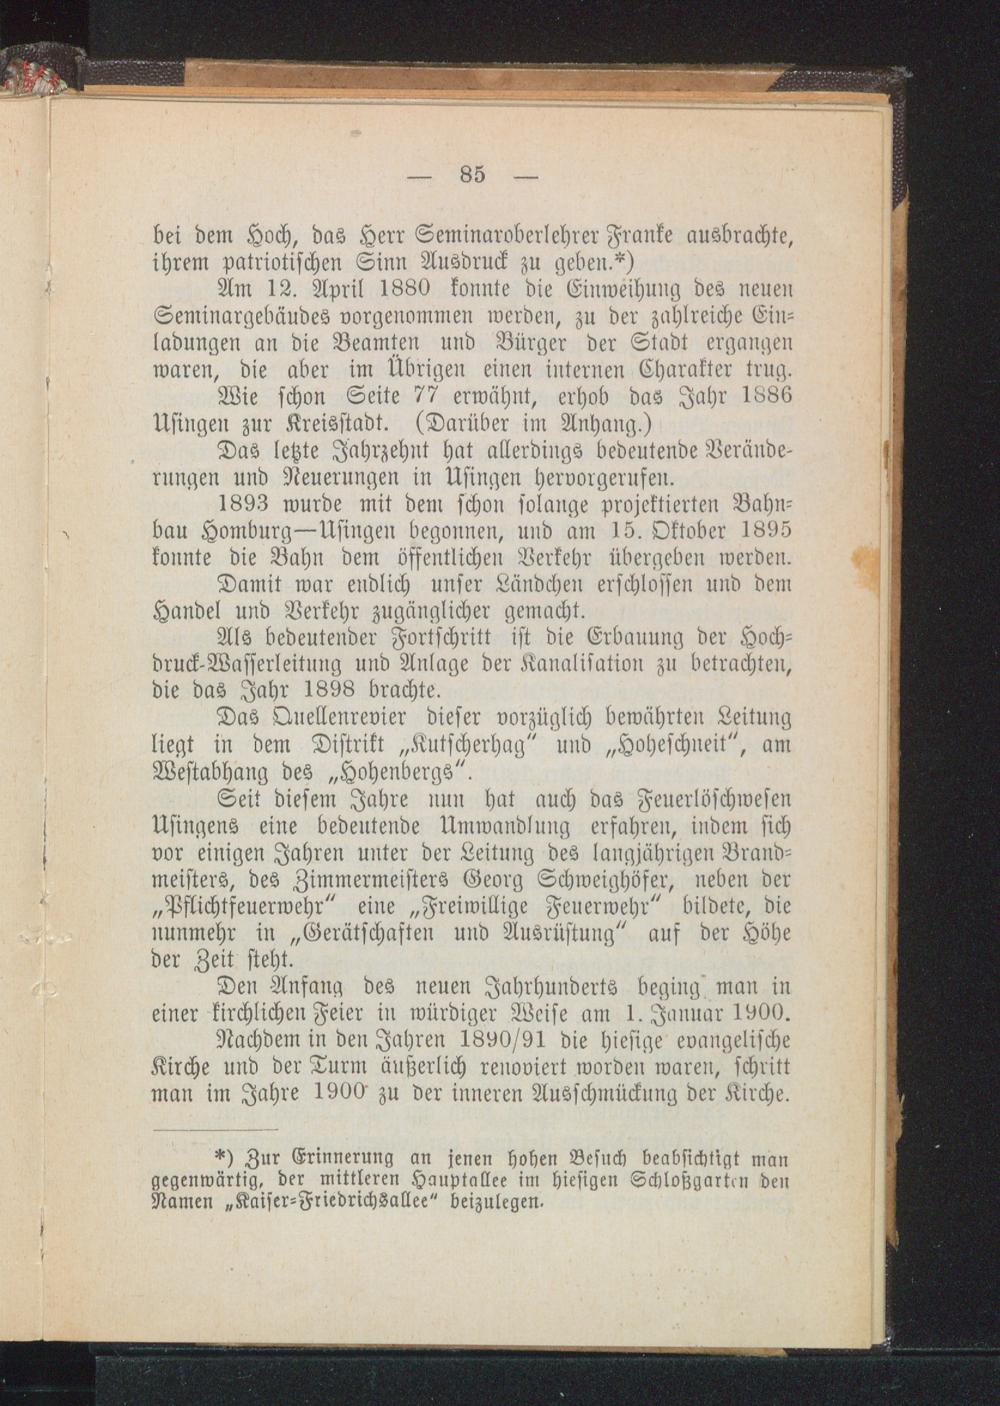 — 85 —
bei dem Hoch, das Herr Seminaroberlehrer Franke ausbrachte,
ihrem patriotischen Sinn Ausdruck zu geben.*)
Am 12. April 1880 konnte die Einweihung des neuen
Seminargebäudes vorgenommen werden, zu der zahlreiche Ein-
ladungen an die Beamten und Bürger der Stadt ergangen
waren, die aber im Übrigen einen internen Charakter trug.
Wie schon Seite 77 erwähnt, erhob das Jahr 1886
Usingen zur Kreisstadt. (Darüber im Anhang.)
Das letzte Jahrzehnt hat allerdings bedeutende Verände-
rungen und Neuerungen in Usingen hervorgerufen.
1893 wurde mit dem schon solange projektierten Bahn-
bau Homburg—Usingen begonnen, und am 15. Oktober 1895
konnte die Bahn dem öffentlichen Verkehr übergeben werden.
Damit war endlich unser Ländchen erschlossen und dem
Handel und Verkehr zugänglicher gemacht.
Als bedeutender Fortschritt ist die Erbauung der Hoch-
druck-Wasserleitung und Anlage der Kanalisation zu betrachten,
die das Jahr 1898 brachte.
Das Quellenrevier dieser vorzüglich bewährten Leitung
liegt in dem Distrikt „Kutscherhag“ und „Hoheschneit“, am
Westabhang des „Hohenbergs“.
Seit diesem Jahre nun hat auch das Feuerlöschwesen
Usingens eine bedeutende Umwandlung erfahren, indem sich
vor einigen Jahren unter der Leitung des langjährigen Brand-
meisters, des Zimmermeisters Georg Schweighöfer, neben der
„Pflichtfeuerwehr“ eine „Freiwillige Feuerwehr“ bildete, die
nunmehr in „Gerätschaften und Ausrüstung“ auf der Höhe
der Zeit steht.
Den Anfang des neuen Jahrhunderts beging man in
einer kirchlichen Feier in würdiger Weise am 1. Januar 1900.
Nachdem in den Jahren 1890/91 die hiesige evangelische
Kirche und der Turm äußerlich renoviert worden waren, schritt
man im Jahre 1900 zu der inneren Ausschmückung der Kirche.
*) Zur Erinnerung an jenen hohen Besuch beabsichtigt man
gegenwärtig, der mittleren Hauptallee im hiesigen Schloßgarten den
Namen „Kaiser-Friedrichsallee“ beizulegen.